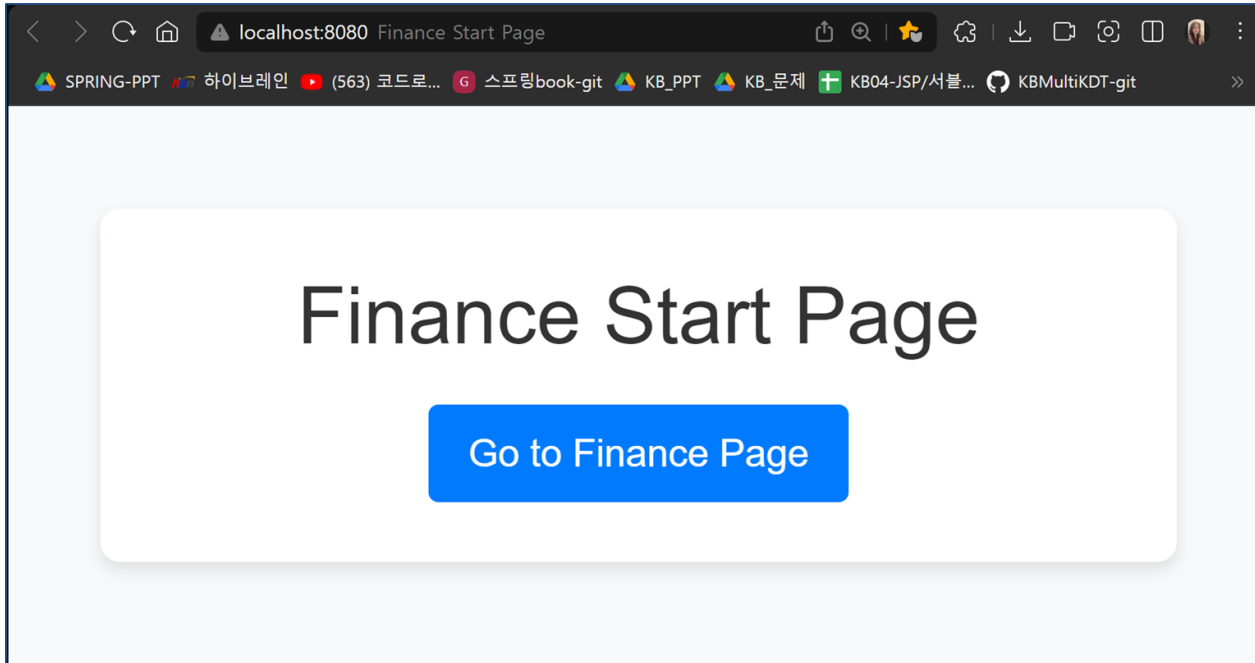 localhost:8080 Finance Start Page
SPRING-PPT 하이브레인 (563) 코드로... G 스프링book-git KB_PPT KB_문제 KB04-JSP/서블... KBMultiKDT-git
Finance Start Page
Go to Finance Page